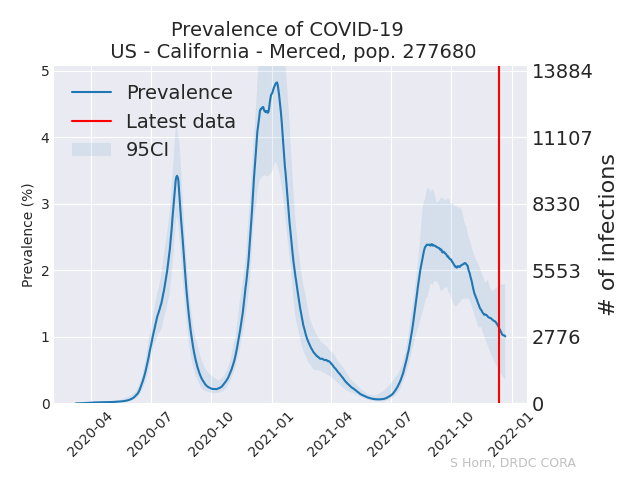 Prevalence of COVID-19
US - California - Merced, pop. 277680
Prevalence
Latest data
95CI
Prevalence (%)
5
4
3
2
1
0
13884
11107
8330
5553
2776
0
# of infections
2020-04
2020-07
2020-10
2021-01
2021-04
2021-07
2021-10
2022-01
S Horn, DRDC CORA